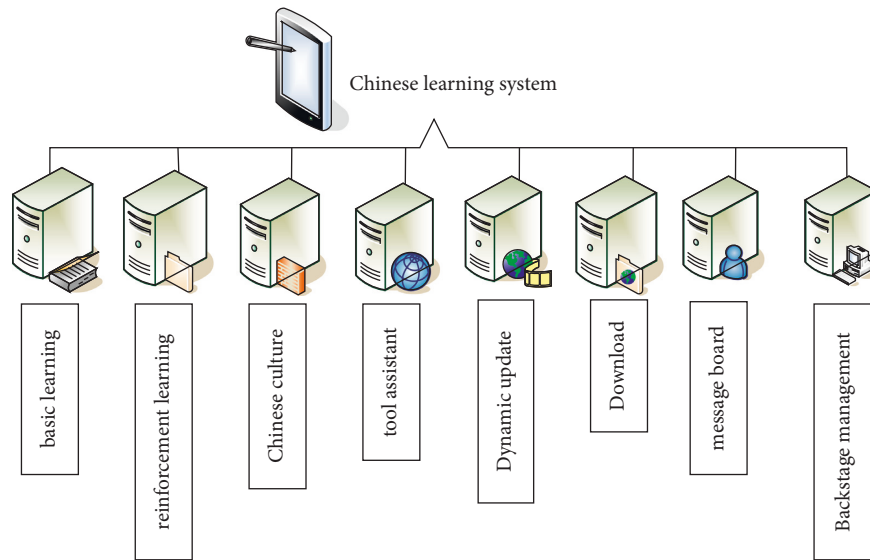 Chinese learning system
basic learning
reinforcement learning
Chinese culture
tool assistant
Dynamic update
Download
message board
Backstage management